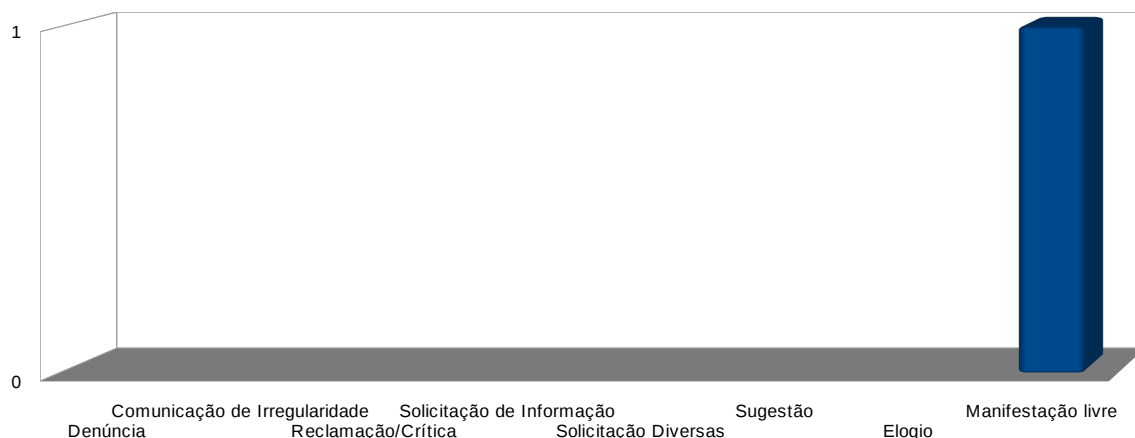 1
0
Comunicação de Irregularidade Solicitação de Informação Sugestão Manifestação livre
Denúncia Reclamação/Crítica Solicitação Diversas Elogio